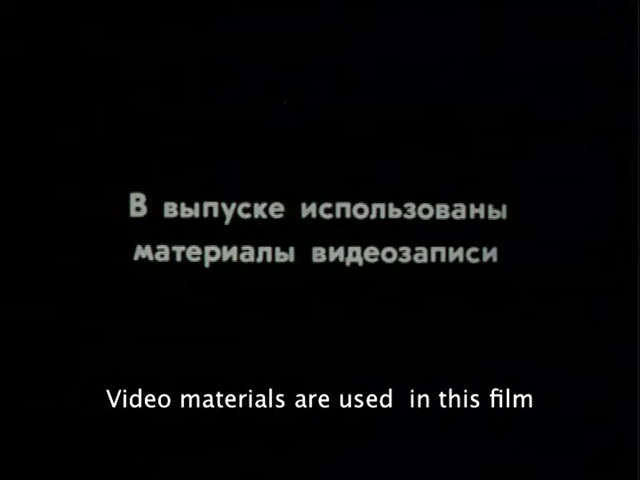 В выпуске использованы
материалы видеозаписи
Video materials are used  in this film